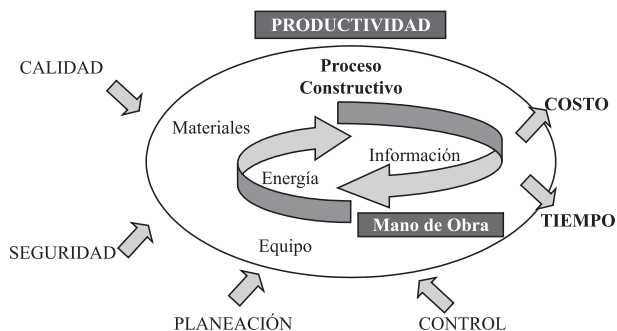 PRODUCTIVIDAD
CALIDAD
Proceso
Constructivo
COSTO
Materiales
Información
Energía
Mano de Obra
TIEMPO
Equipo
SEGURIDAD
PLANEACIÓN
CONTROL